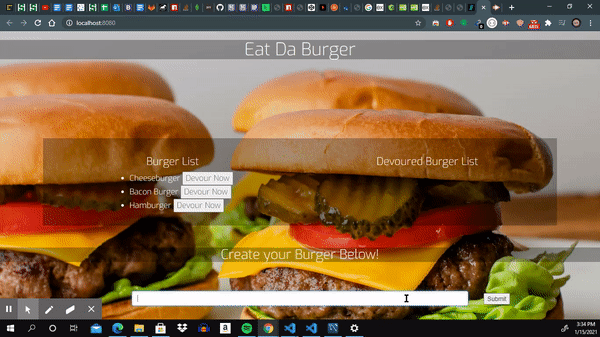 localhost:8080
Eat Da Burger
Burger List
Devoured Burger List
Cheeseburger Devour Now
Bacon Burger Devour Now
Hamburger Devour Now
Create your Burger Below!
Submit
3:34 PM
1/15/2021